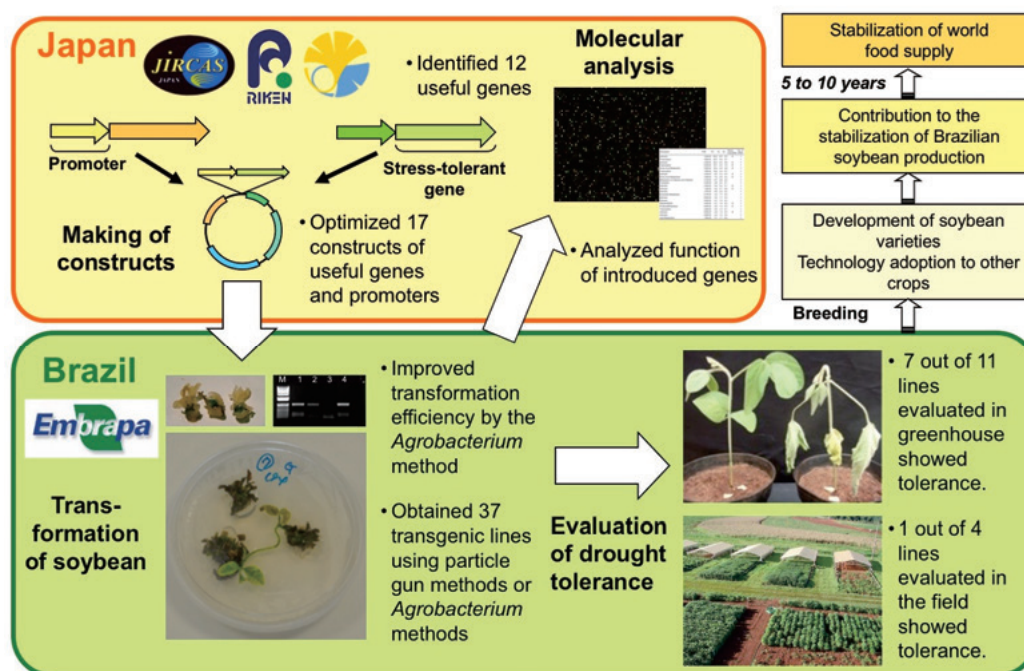 Japan
JIRCAS
JAPAN
RIKEN
• Identified 12
useful genes
Molecular
analysis
Promoter
Stress-tolerant
gene
Making of
constructs
• Optimized 17
constructs of
useful genes
and promoters
• Analyzed function
of introduced genes
Brazil
Embrapa
Trans-
formation
of soybean
M 1 2 3 4
• Improved
transformation
efficiency by the
Agrobacterium
method
• Obtained 37
transgenic lines
using particle
gun methods or
Agrobacterium
methods
Evaluation
of drought
tolerance
• 7 out of 11
lines
evaluated in
greenhouse
showed
tolerance.
• 1 out of 4
lines
evaluated in
the field
showed
tolerance.
Stabilization of world
food supply
5 to 10 years
Contribution to the
stabilization of Brazilian
soybean production
Development of soybean
varieties
Technology adoption to other
crops
Breeding